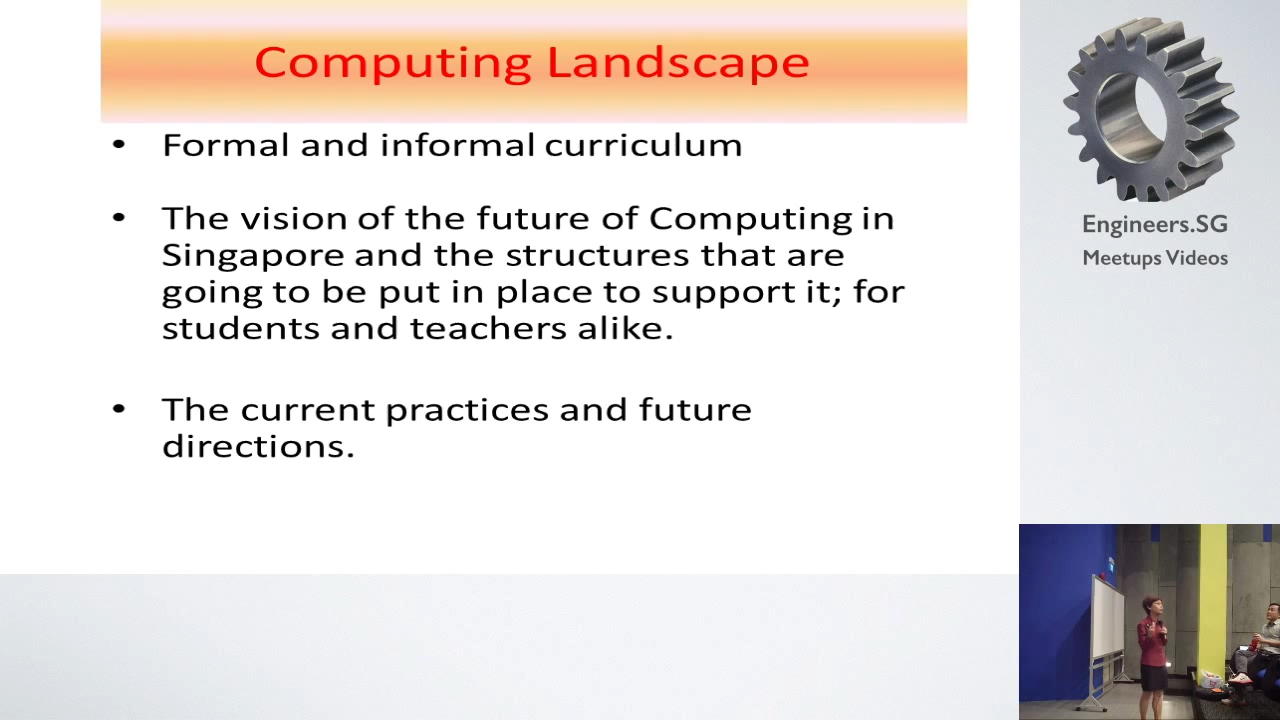 Computing Landscape
• Formal and informal curriculum
• The vision of the future of Computing in
Singapore and the structures that are
going to be put in place to support it; for
students and teachers alike.
• The current practices and future
directions.
Engineers.SG
Meetups Videos